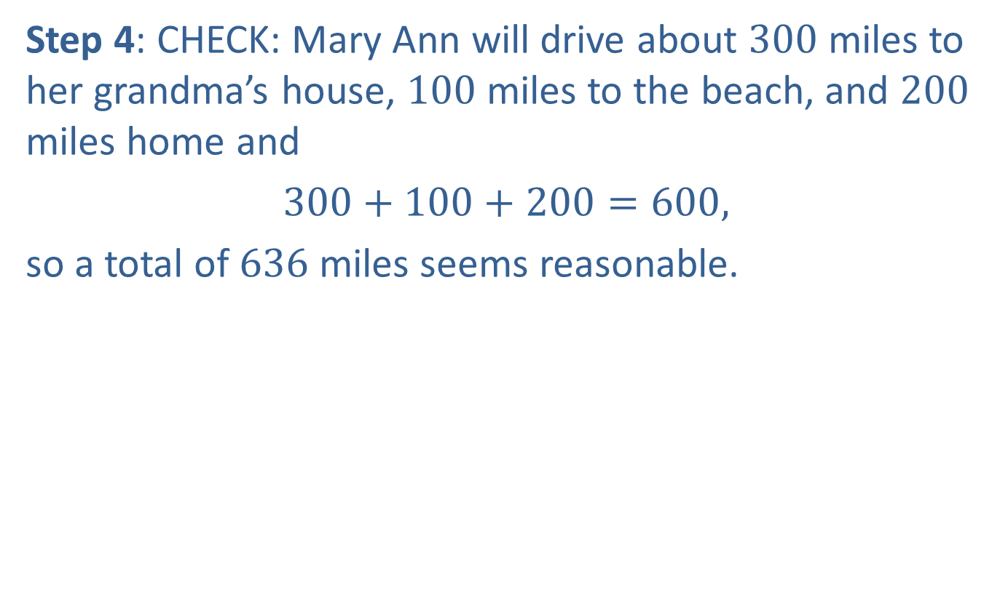 Step 4: CHECK: Mary Ann will drive about 300 miles to
her grandma’s house, 100 miles to the beach, and 200
miles home and
300 + 100 + 200 = 600,
so a total of 636 miles seems reasonable.